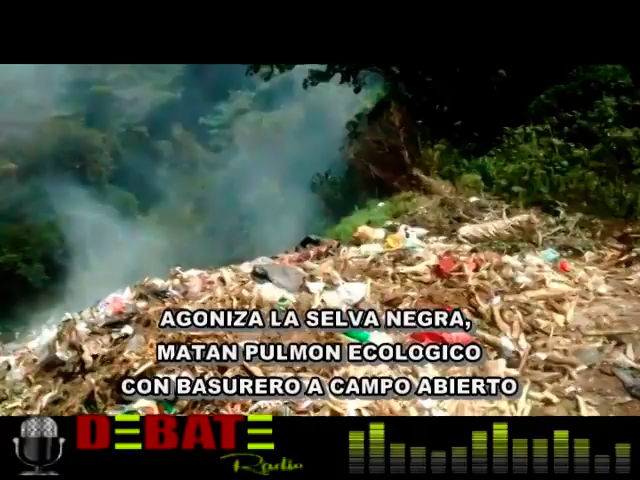 AGONIZA LA SELVA NEGRA,
MATAN PULMON ECOLOGICO
CON BASURERO A CAMPO ABIERTO
DEBATE
Radio